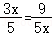 3x/5 = 9/5x